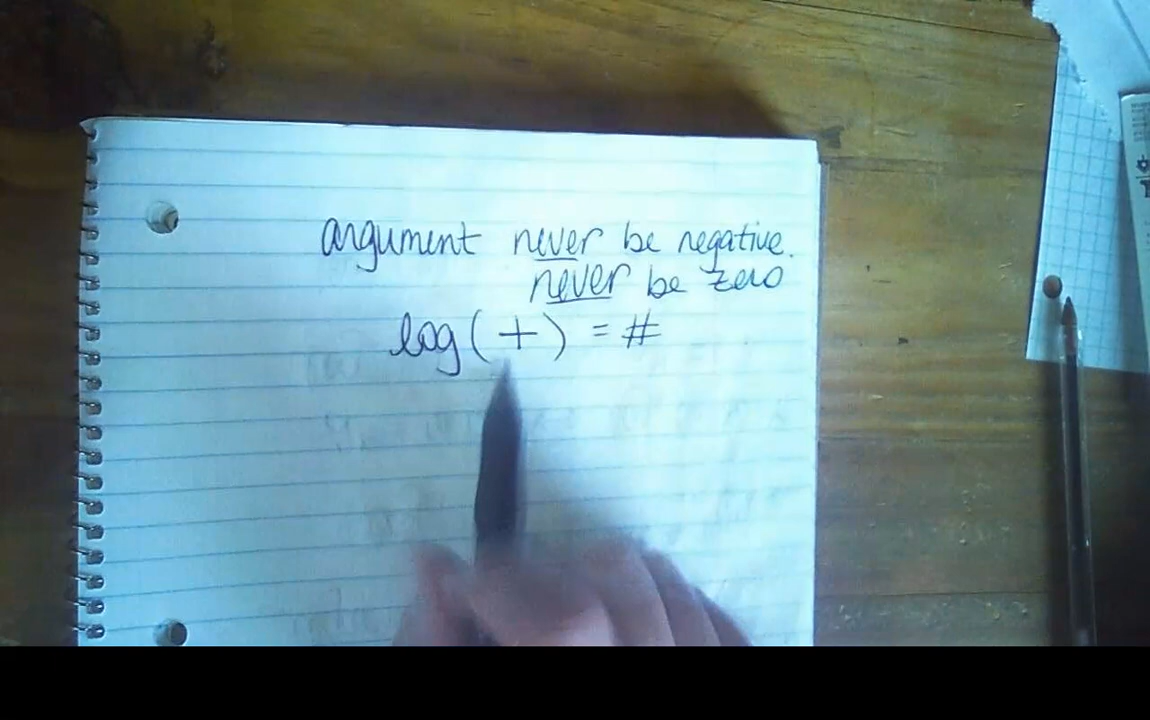 argument never be negative.
never be zero
log(+) = #